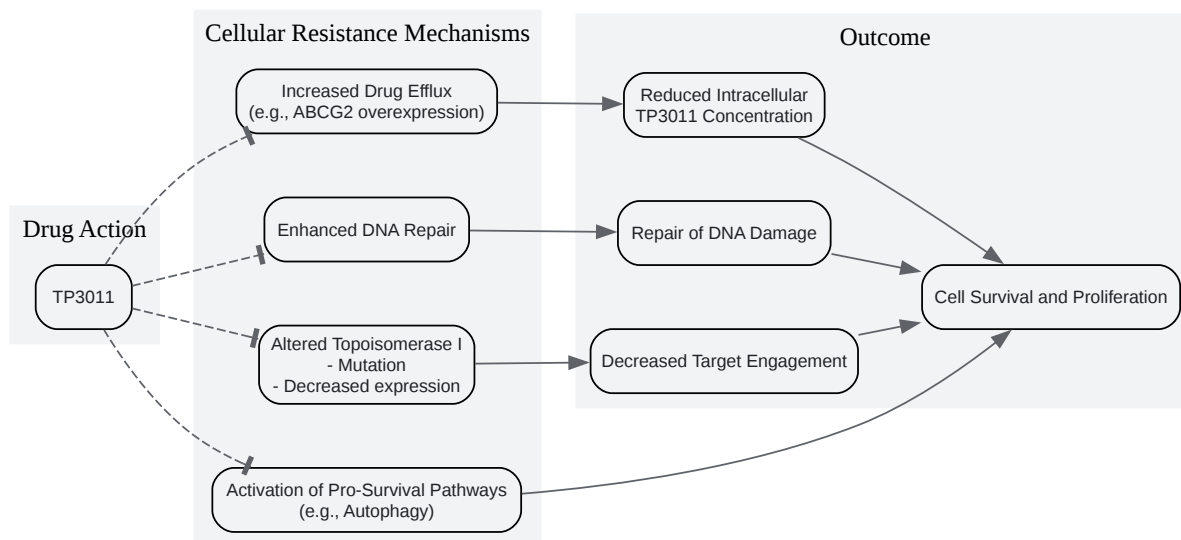 Cellular Resistance Mechanisms
Outcome
Drug Action
TP3011
Increased Drug Efflux
(e.g., ABCG2 overexpression)
Enhanced DNA Repair
Altered Topoisomerase I
- Mutation
- Decreased expression
Activation of Pro-Survival Pathways
(e.g., Autophagy)
Reduced Intracellular
TP3011 Concentration
Repair of DNA Damage
Decreased Target Engagement
Cell Survival and Proliferation